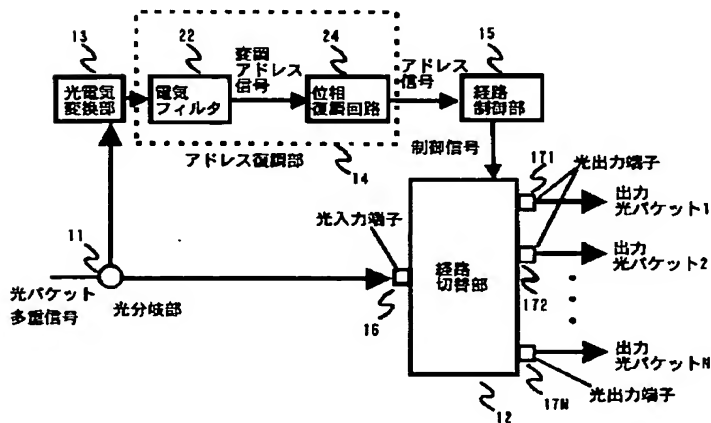 13
22
変調
アドレス
信号
24
アドレス
信号
15
光電気
変換部
電気
フィルタ
位相
復調回路
経路
制御部
アドレス復調部
14
制御信号
171
光出力端子
出力
光パケット1
11
光入力端子
経路
切替部
出力
光パケット2
光パケット
多重信号
光分岐部
16
172
出力
光パケットN
17N
光出力端子
12